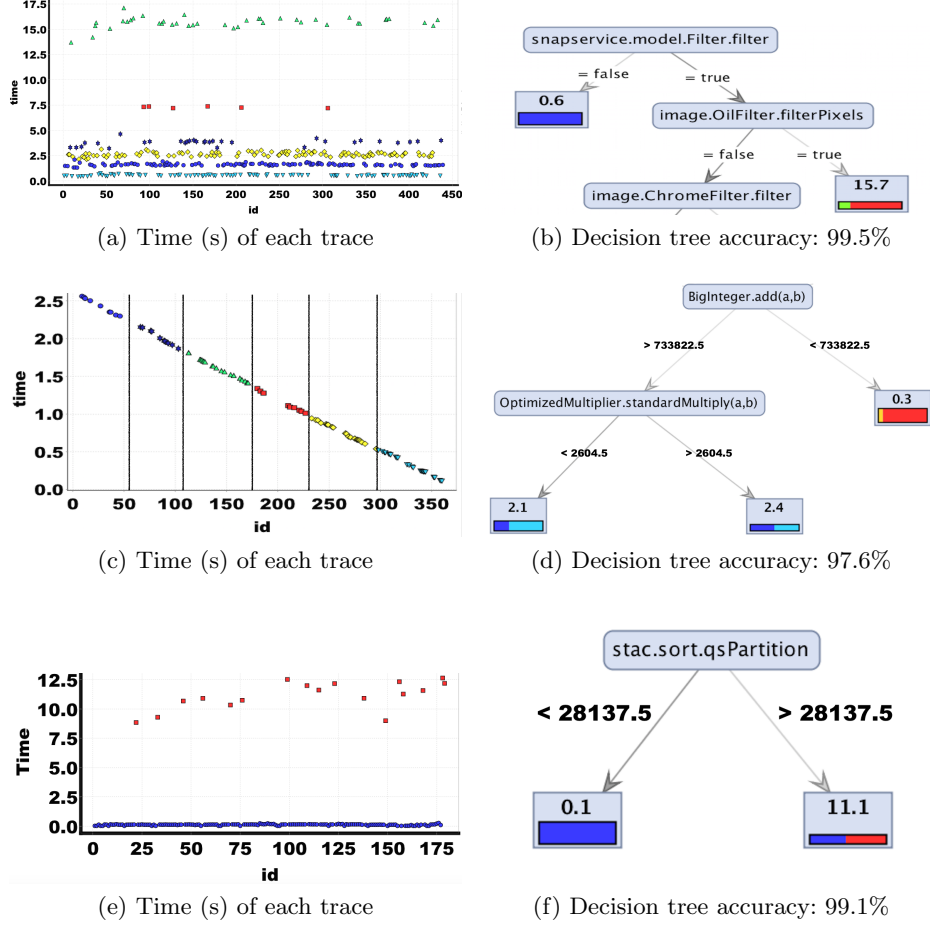 17.5
15.0
12.5
10.0
7.5
5.0
2.5
0.0
time
0 50 100 150 200 250 300 350 400 450
id
(a) Time (s) of each trace
snapservice.model.Filter.filter
= false
= true
0.6
image.OilFilter.filterPixels
= false
= true
image.ChromeFilter.filter
15.7
(b) Decision tree accuracy: 99.5%
2.5
2.0
1.5
1.0
0.5
0.0
time
0 50 100 150 200 250 300 350
id
(c) Time (s) of each trace
BigInteger.add(a,b)
> 733822.5
< 733822.5
OptimizedMultiplier.standardMultiply(a,b)
0.3
< 2604.5
> 2604.5
2.1
2.4
(d) Decision tree accuracy: 97.6%
12.5
10.0
7.5
5.0
2.5
0.0
Time
0 25 50 75 100 125 150 175
id
(e) Time (s) of each trace
stac.sort.qsPartition
< 28137.5
> 28137.5
0.1
11.1
(f) Decision tree accuracy: 99.1%